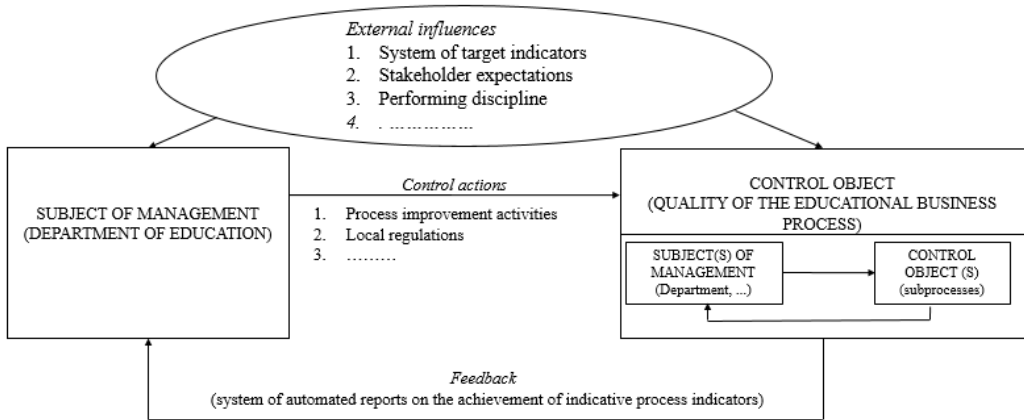 External influences
1. System of target indicators
2. Stakeholder expectations
3. Performing discipline
4. . ……………
SUBJECT OF MANAGEMENT
(DEPARTMENT OF EDUCATION)
Control actions
1. Process improvement activities
2. Local regulations
3. ………
CONTROL OBJECT
(QUALITY OF THE EDUCATIONAL BUSINESS
PROCESS)
SUBJECT(S) OF
MANAGEMENT
(Department, ...)
CONTROL
OBJECT (S)
(subprocesses)
Feedback
(system of automated reports on the achievement of indicative process indicators)